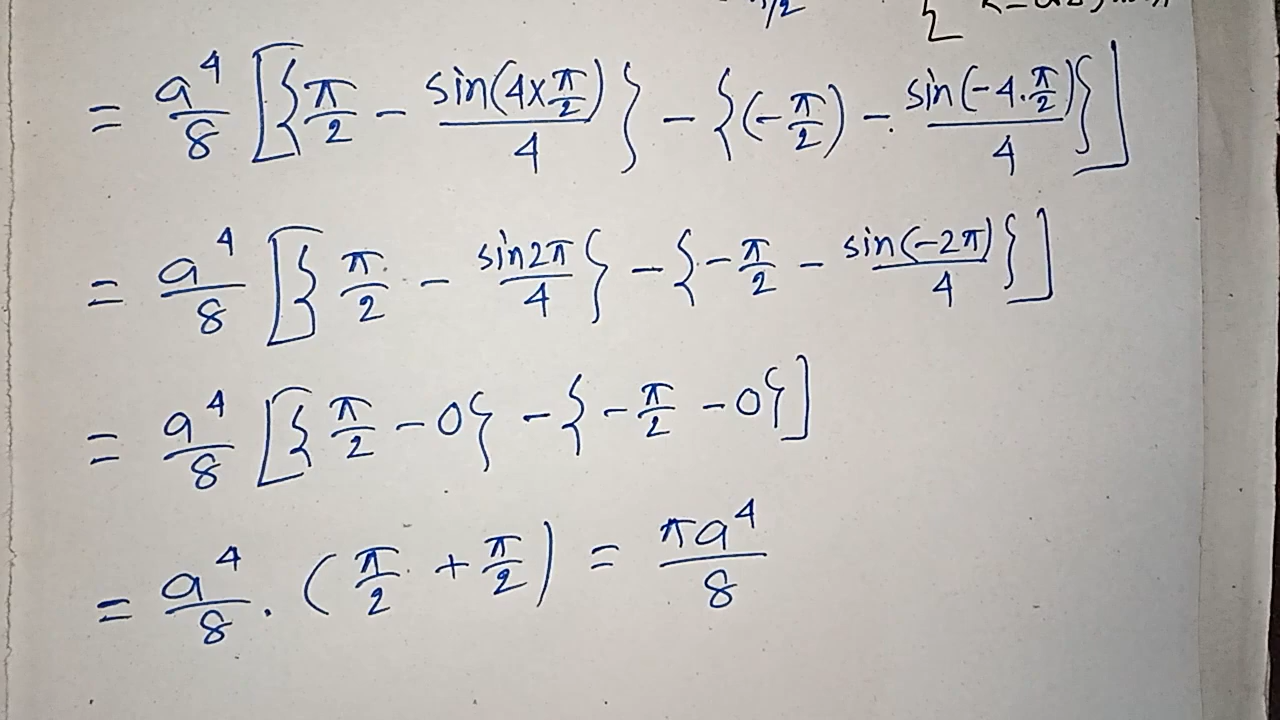 π/2 {
= a⁴/8 [{π/2 - sin(4×π/2)/4} - {(-π/2) - sin(-4.π/2)/4}]
= a⁴/8 [{π/2 - sin2π/4} - {-π/2 - sin(-2π)/4}]
= a⁴/8 [{π/2 - 0} - {-π/2 - 0}]
= a⁴/8 . (π/2 + π/2) = πa⁴/8